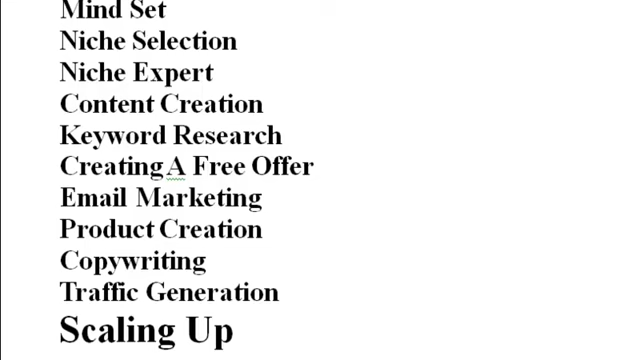 Mind Set
Niche Selection
Niche Expert
Content Creation
Keyword Research
Creating A Free Offer
Email Marketing
Product Creation
Copywriting
Traffic Generation
Scaling Up